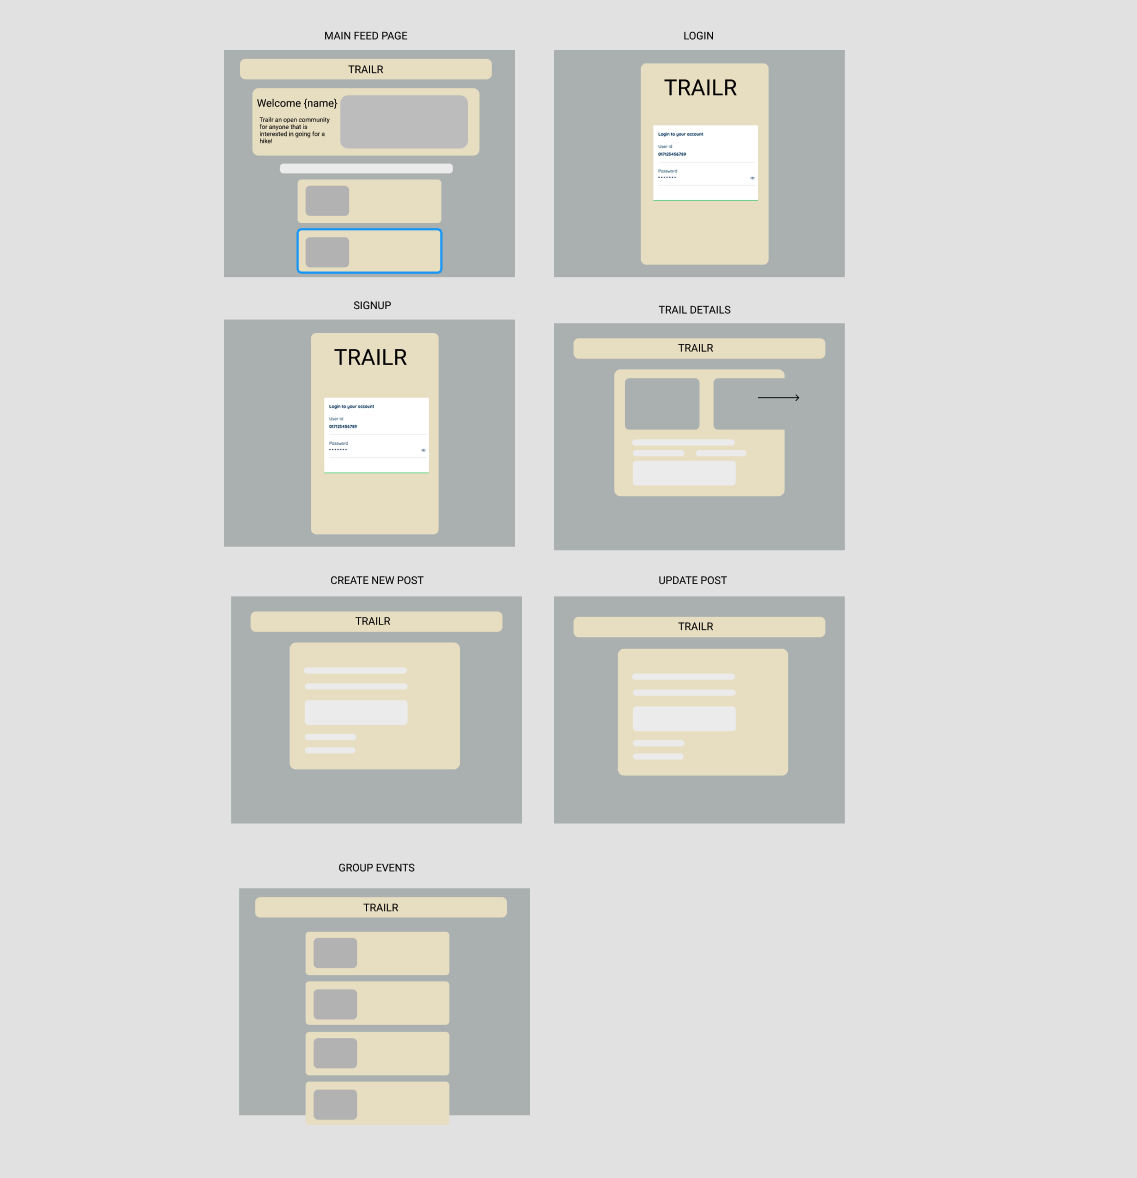 MAIN FEED PAGE
TRAILR
Welcome {name}
Trailr an open community
for anyone that is
interested in going for a
hike!
LOGIN
TRAILR
Login to your account
User Id
017125456789
Password
•••••••
SIGNUP
TRAILR
Login to your account
User Id
017125456789
Password
•••••••
TRAIL DETAILS
TRAILR
CREATE NEW POST
TRAILR
UPDATE POST
TRAILR
GROUP EVENTS
TRAILR